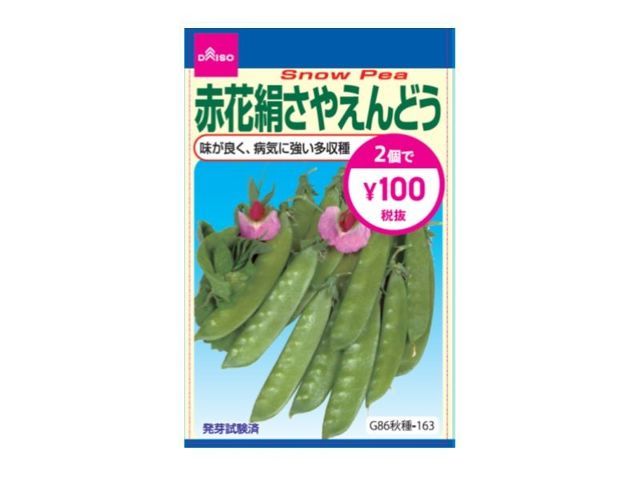 DAISO
Snow Pea
赤花絹さやえんどう
味が良く、病気に強い多収種
2個で
¥100
税抜
発芽試験済
G86秋種-163